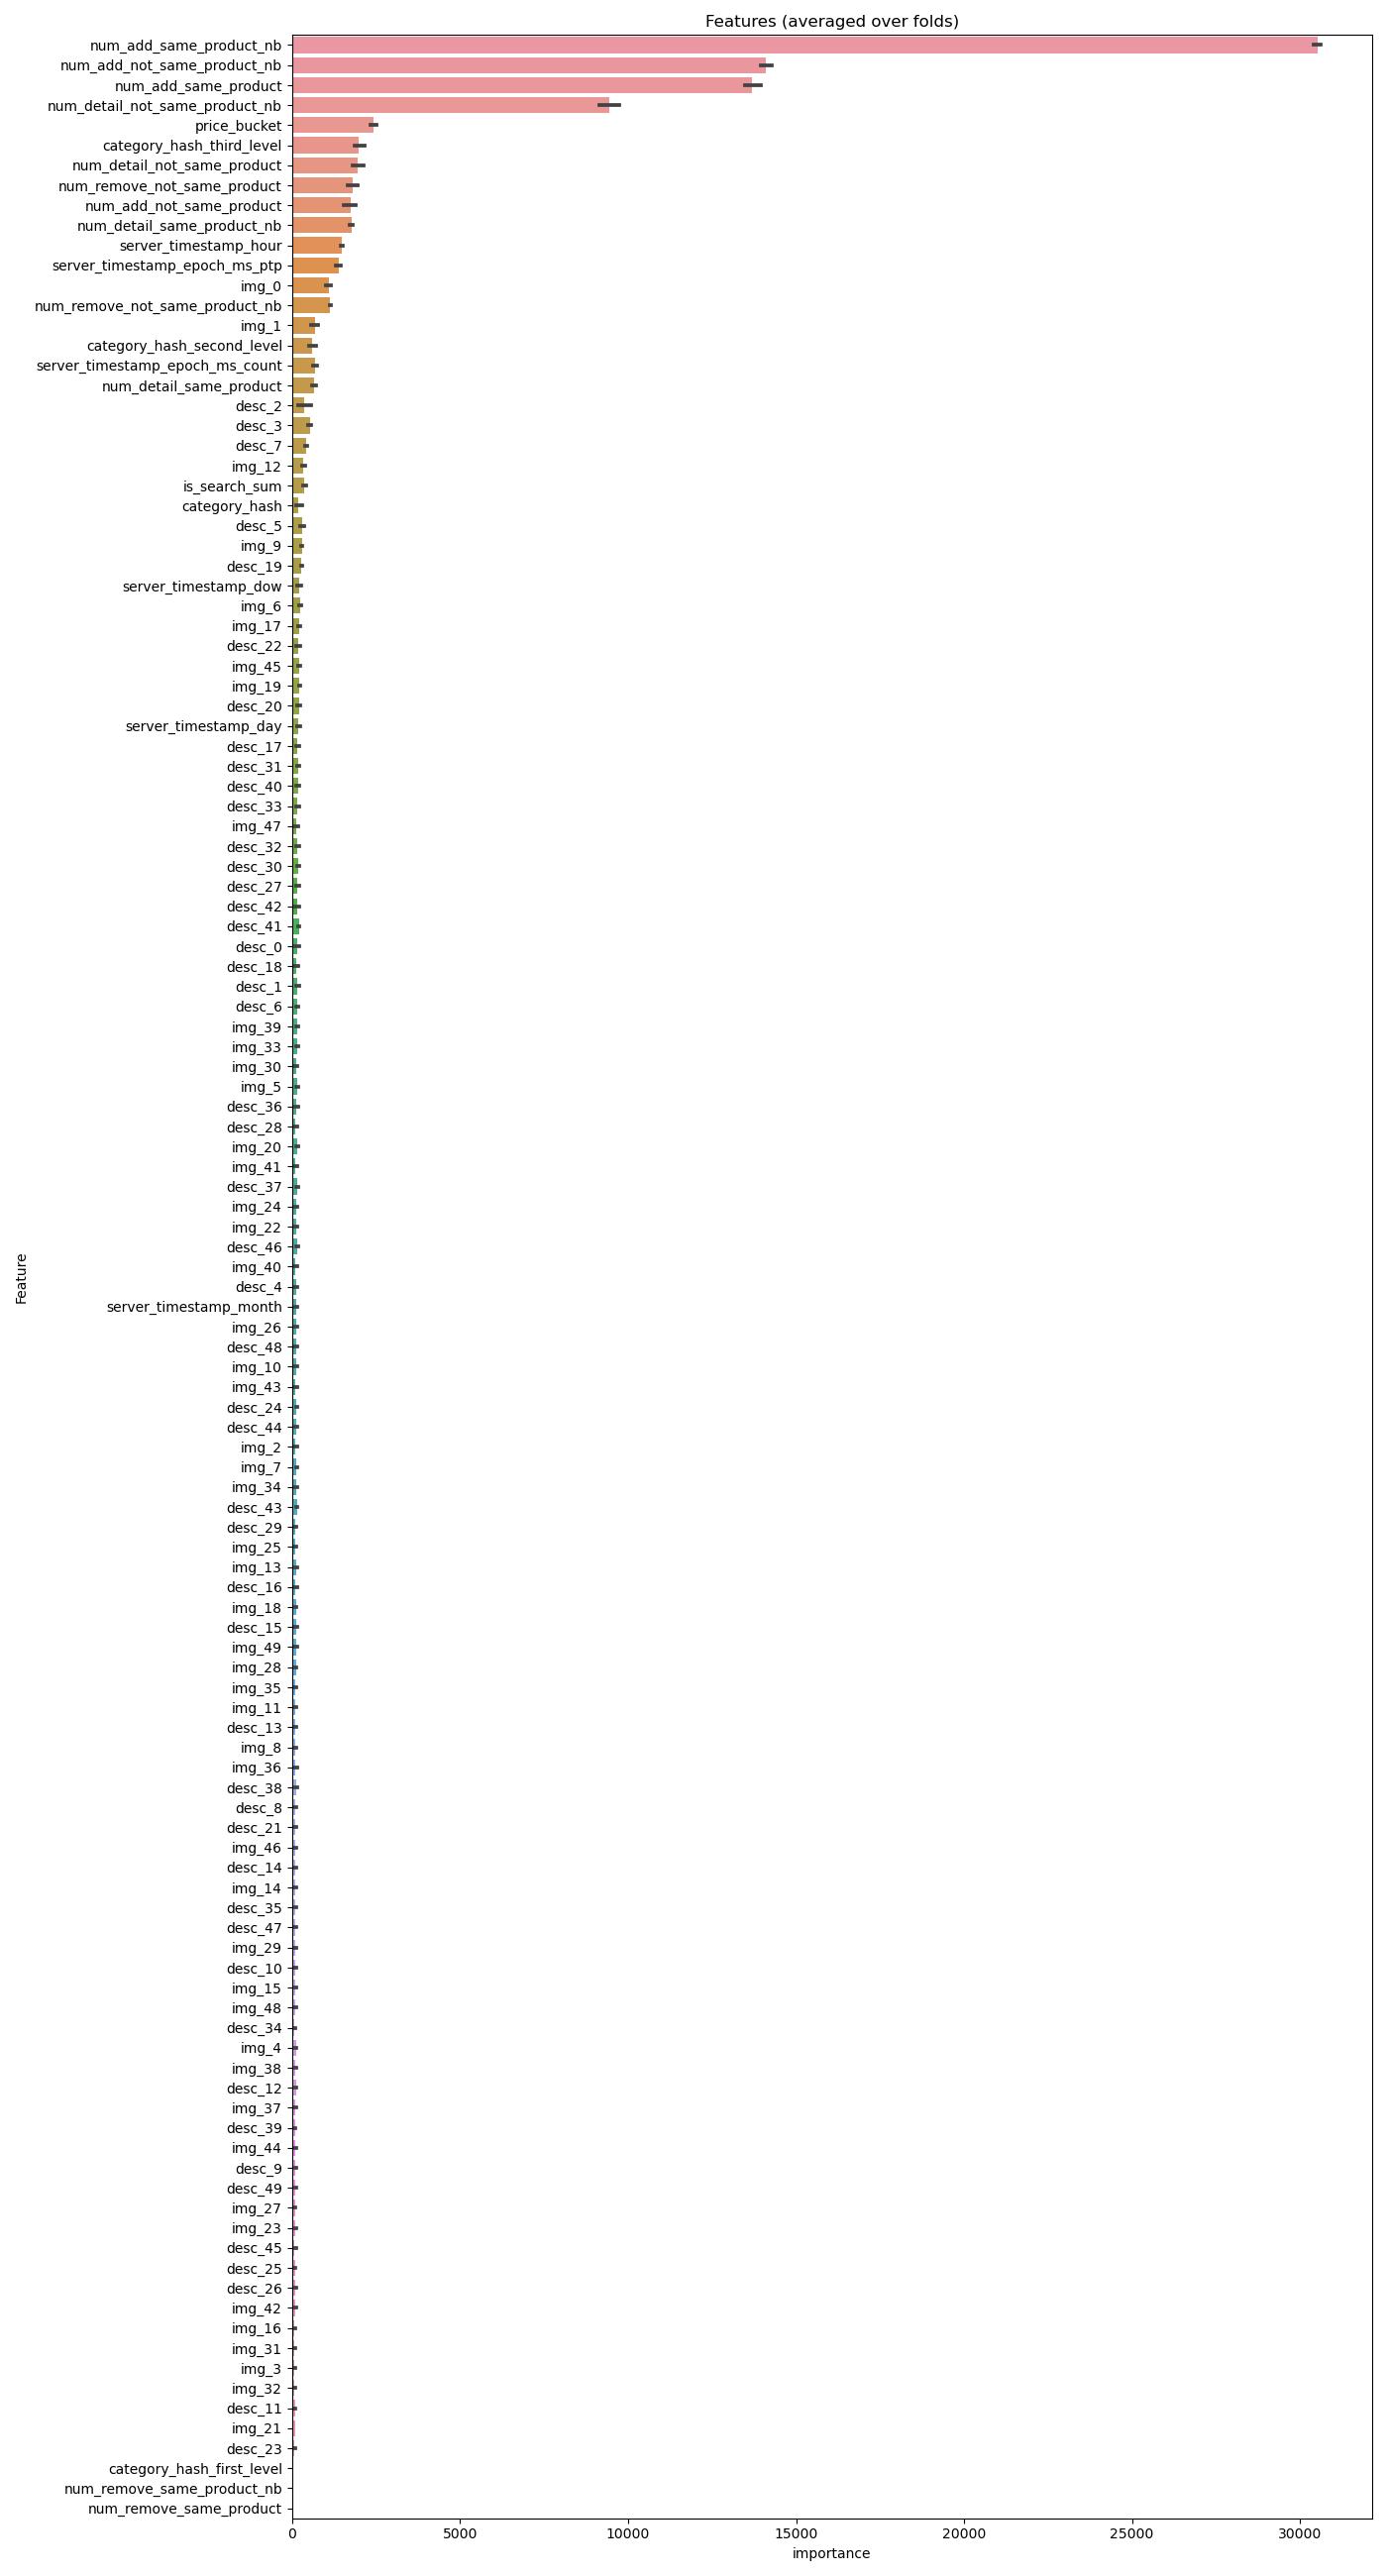 Features (averaged over folds)
num_add_same_product_nb
num_add_not_same_product_nb
num_add_same_product
num_detail_not_same_product_nb
price_bucket
category_hash_third_level
num_detail_not_same_product
num_remove_not_same_product
num_add_not_same_product
num_detail_same_product_nb
server_timestamp_hour
server_timestamp_epoch_ms_ptp
img_0
num_remove_not_same_product_nb
img_1
category_hash_second_level
server_timestamp_epoch_ms_count
num_detail_same_product
desc_2
desc_3
desc_7
img_12
is_search_sum
category_hash
desc_5
img_9
desc_19
server_timestamp_dow
img_6
img_17
desc_22
img_45
img_19
desc_20
server_timestamp_day
desc_17
desc_31
desc_40
desc_33
img_47
desc_32
desc_30
desc_27
desc_42
desc_41
desc_0
desc_18
desc_1
desc_6
img_39
img_33
img_30
img_5
desc_36
desc_28
img_20
img_41
desc_37
img_24
img_22
desc_46
img_40
desc_4
server_timestamp_month
img_26
desc_48
img_10
img_43
desc_24
desc_44
img_2
img_7
img_34
desc_43
desc_29
img_25
img_13
desc_16
img_18
desc_15
img_49
img_28
img_35
img_11
desc_13
img_8
img_36
desc_38
desc_8
desc_21
img_46
desc_14
img_14
desc_35
desc_47
img_29
desc_10
img_15
img_48
desc_34
img_4
img_38
desc_12
img_37
desc_39
img_44
desc_9
desc_49
img_27
img_23
desc_45
desc_25
desc_26
img_42
img_16
img_31
img_3
img_32
desc_11
img_21
desc_23
category_hash_first_level
num_remove_same_product_nb
num_remove_same_product
Feature
0 5000 10000 15000 20000 25000 30000
importance